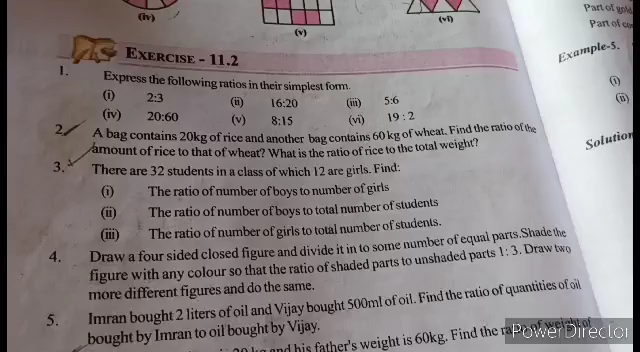 (iv)
(v)
(vi)
Part of gold
Part of
EXERCISE - 11.2
Example-5.
(i)
(ii)
Solution
1. Express the following ratios in their simplest form.
(i) 2:3 (ii) 16:20 (iii) 5:6
(iv) 20:60 (v) 8:15 (vi) 19 : 2
2. A bag contains 20kg of rice and another bag contains 60 kg of wheat. Find the ratio of the
amount of rice to that of wheat? What is the ratio of rice to the total weight?
3. There are 32 students in a class of which 12 are girls. Find:
(i) The ratio of number of boys to number of girls
(ii) The ratio of number of boys to total number of students
(iii) The ratio of number of girls to total number of students.
4. Draw a four sided closed figure and divide it in to some number of equal parts.Shade the
figure with any colour so that the ratio of shaded parts to unshaded parts 1 : 3. Draw two
more different figures and do the same.
5. Imran bought 2 liters of oil and Vijay bought 500ml of oil. Find the ratio of quantities of oil
bought by Imran to oil bought by Vijay.
and his father's weight is 60kg. Find the ratio of weight of
PowerDirector